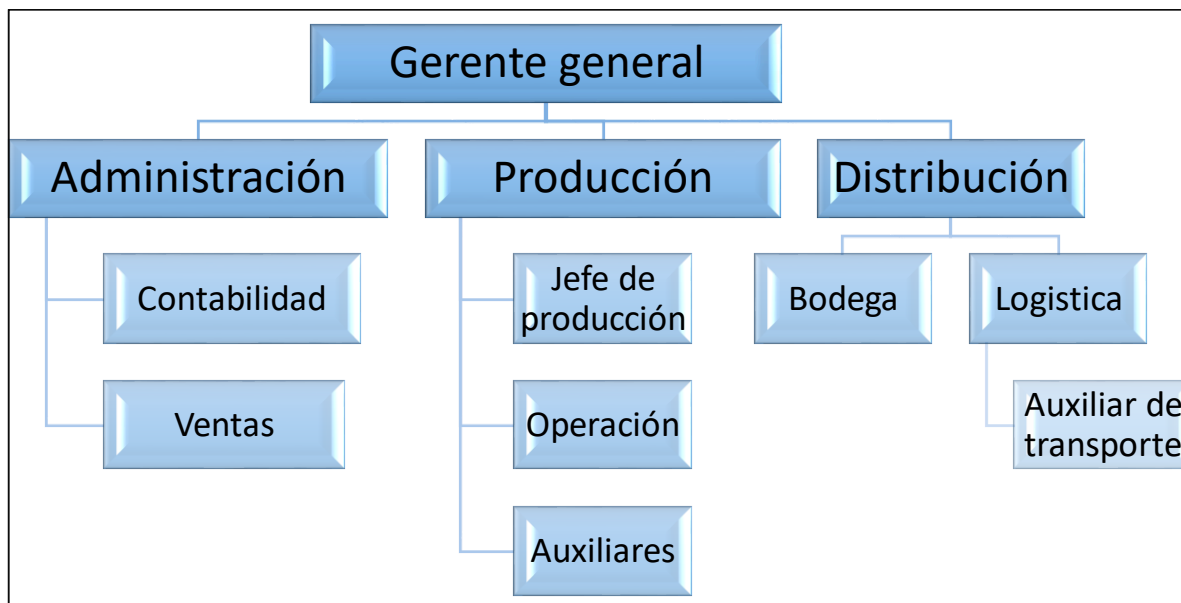 Gerente general
Administración
Producción
Distribución
Contabilidad
Jefe de
producción
Bodega
Logistica
Ventas
Operación
Auxiliar de
transporte
Auxiliares